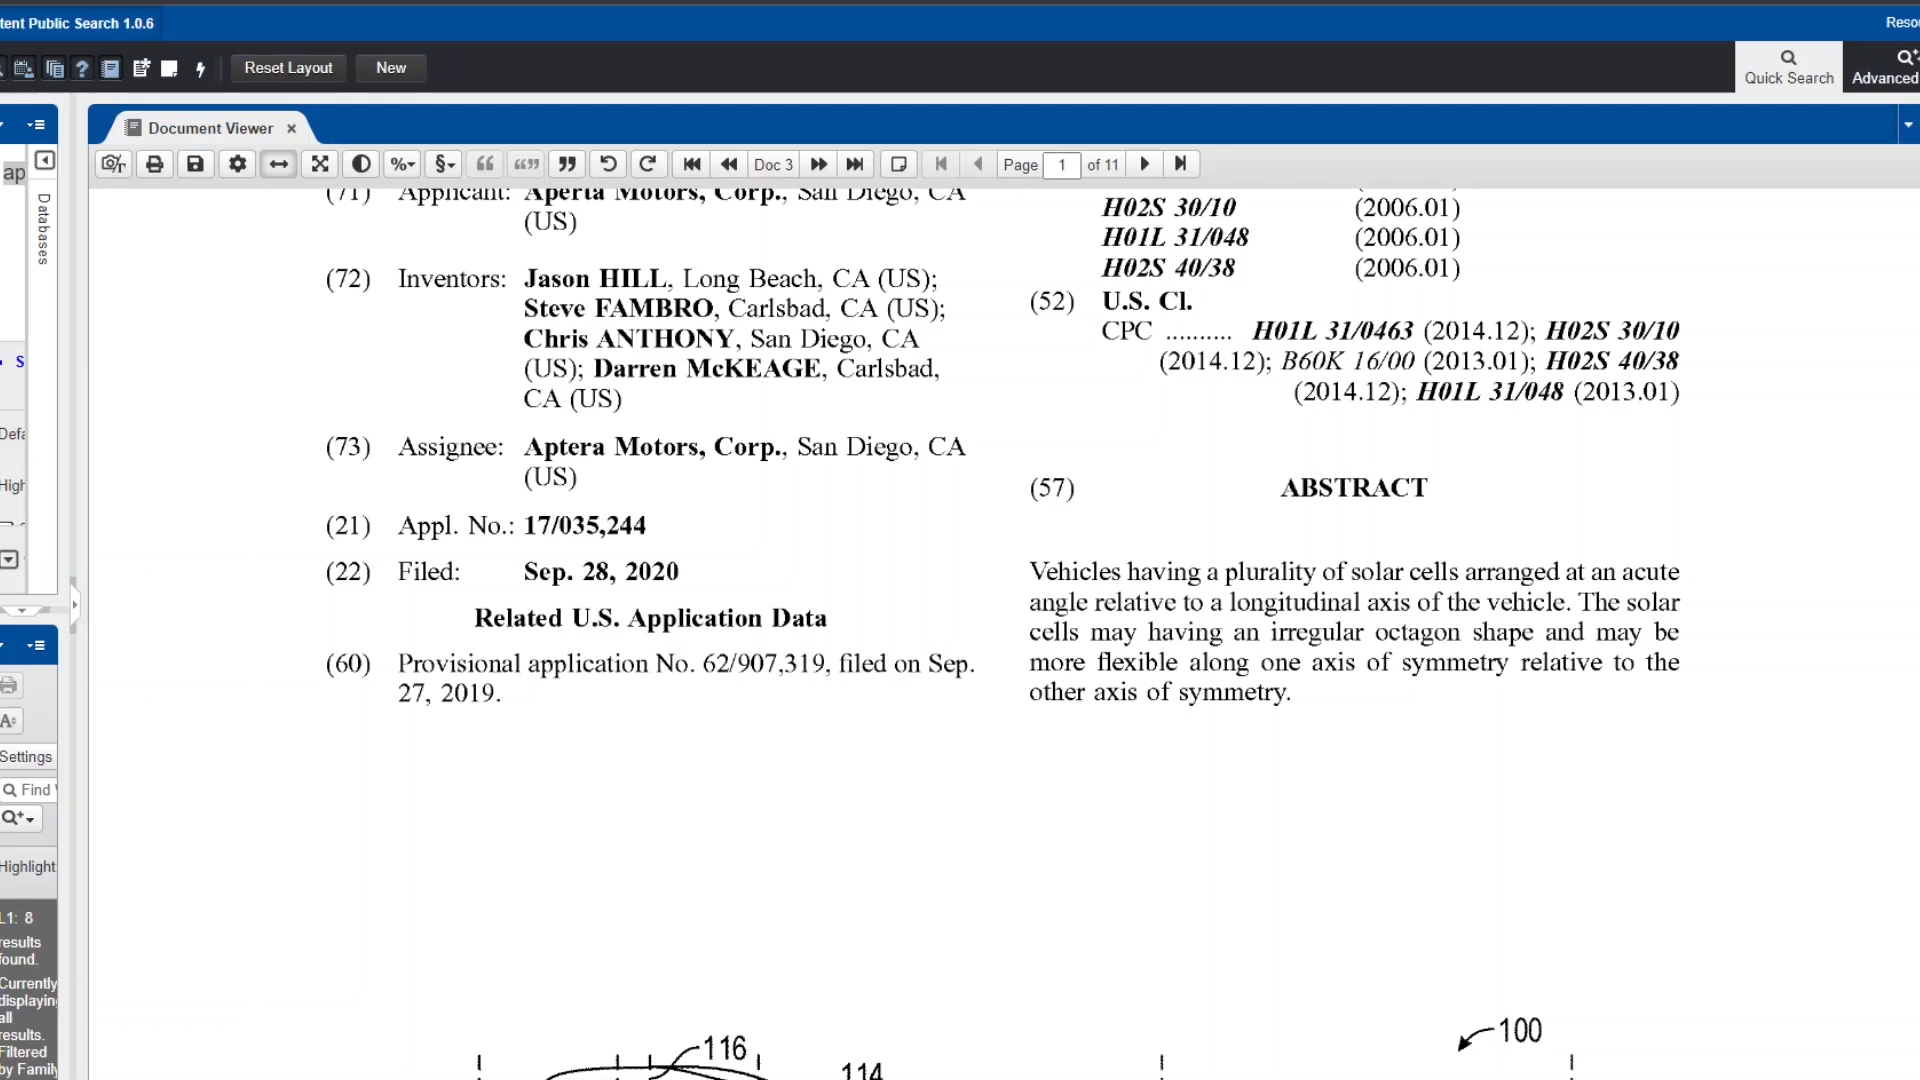 tent Public Search 1.0.6
Reset Layout
New
Quick Search
Advanced
Document Viewer
Doc 3
Page 1 of 11
Databases
Settings
Find
Highlight
L1: 8
results
found.
Currently
displaying
all
results.
Filtered
by Family
(71) Applicant: Aperta Motors, Corp., San Diego, CA
(US)
(72) Inventors: Jason HILL, Long Beach, CA (US);
Steve FAMBRO, Carlsbad, CA (US);
Chris ANTHONY, San Diego, CA
(US); Darren McKEAGE, Carlsbad,
CA (US)
(73) Assignee: Aptera Motors, Corp., San Diego, CA
(US)
(21) Appl. No.: 17/035,244
(22) Filed: Sep. 28, 2020
Related U.S. Application Data
(60) Provisional application No. 62/907,319, filed on Sep.
27, 2019.
H02S 30/10 (2006.01)
H01L 31/048 (2006.01)
H02S 40/38 (2006.01)
(52) U.S. Cl.
CPC .......... H01L 31/0463 (2014.12); H02S 30/10
(2014.12); B60K 16/00 (2013.01); H02S 40/38
(2014.12); H01L 31/048 (2013.01)
(57) ABSTRACT
Vehicles having a plurality of solar cells arranged at an acute
angle relative to a longitudinal axis of the vehicle. The solar
cells may having an irregular octagon shape and may be
more flexible along one axis of symmetry relative to the
other axis of symmetry.
116
114
100